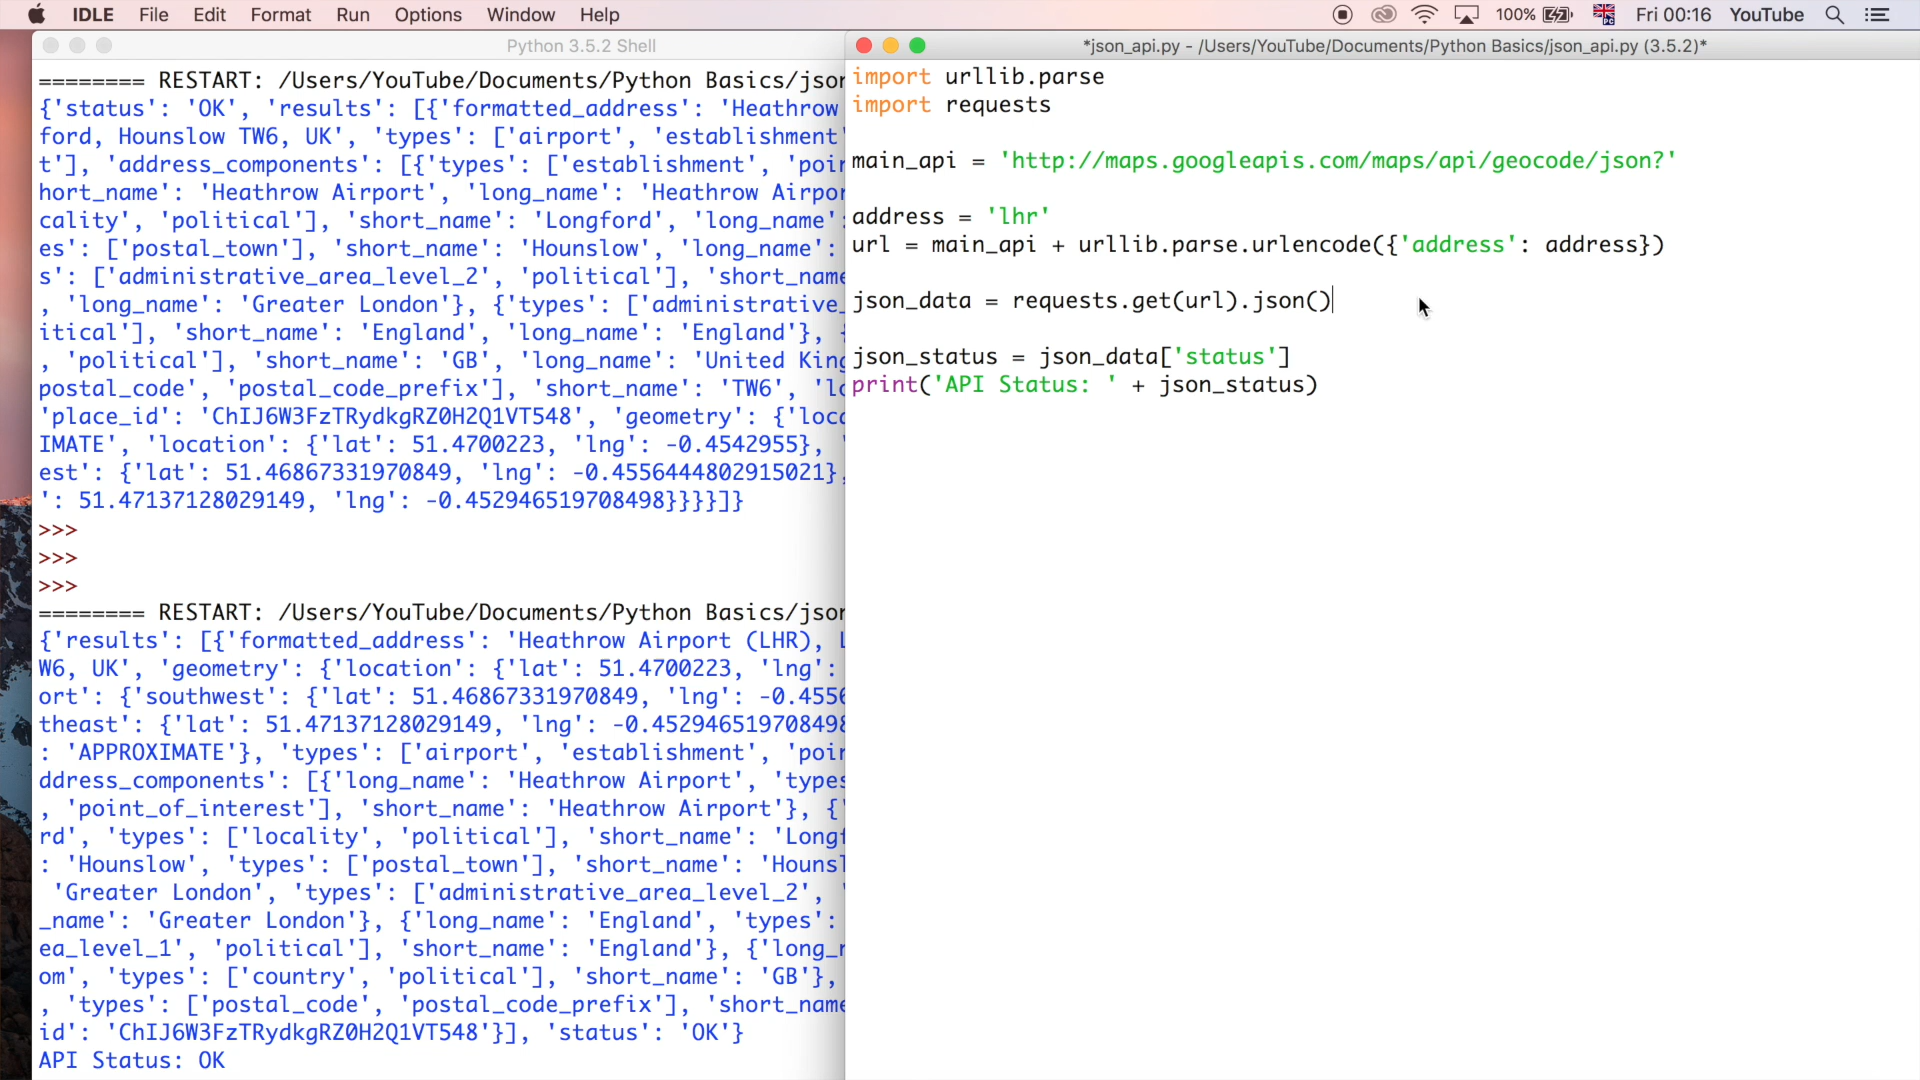 IDLE File Edit Format Run Options Window Help 100% Fri 00:16 YouTube
Python 3.5.2 Shell
======== RESTART: /Users/YouTube/Documents/Python Basics/json
{'status': 'OK', 'results': [{'formatted_address': 'Heathrow
ford, Hounslow TW6, UK', 'types': ['airport', 'establishment'
t'], 'address_components': [{'types': ['establishment', 'poin
hort_name': 'Heathrow Airport', 'long_name': 'Heathrow Airpor
cality', 'political'], 'short_name': 'Longford', 'long_name':
es': ['postal_town'], 'short_name': 'Hounslow', 'long_name':
s': ['administrative_area_level_2', 'political'], 'short_name
, 'long_name': 'Greater London'}, {'types': ['administrative_
itical'], 'short_name': 'England', 'long_name': 'England'}, {
, 'political'], 'short_name': 'GB', 'long_name': 'United King
postal_code', 'postal_code_prefix'], 'short_name': 'TW6', 'lo
'place_id': 'ChIJ6W3FzTRydkgRZ0H2Q1VT548', 'geometry': {'loca
IMATE', 'location': {'lat': 51.4700223, 'lng': -0.4542955}, '
est': {'lat': 51.46867331970849, 'lng': -0.4556444802915021},
': 51.47137128029149, 'lng': -0.452946519708498}}}}]}
>>>
>>>
>>>
======== RESTART: /Users/YouTube/Documents/Python Basics/json
{'results': [{'formatted_address': 'Heathrow Airport (LHR), L
W6, UK', 'geometry': {'location': {'lat': 51.4700223, 'lng':
ort': {'southwest': {'lat': 51.46867331970849, 'lng': -0.4556
theast': {'lat': 51.47137128029149, 'lng': -0.452946519708498
: 'APPROXIMATE'}, 'types': ['airport', 'establishment', 'poin
ddress_components': [{'long_name': 'Heathrow Airport', 'types
, 'point_of_interest'], 'short_name': 'Heathrow Airport'}, {'
rd', 'types': ['locality', 'political'], 'short_name': 'Longf
: 'Hounslow', 'types': ['postal_town'], 'short_name': 'Hounsl
'Greater London', 'types': ['administrative_area_level_2', '
_name': 'Greater London'}, {'long_name': 'England', 'types':
ea_level_1', 'political'], 'short_name': 'England'}, {'long_n
om', 'types': ['country', 'political'], 'short_name': 'GB'},
, 'types': ['postal_code', 'postal_code_prefix'], 'short_name
id': 'ChIJ6W3FzTRydkgRZ0H2Q1VT548'}], 'status': 'OK'}
API Status: OK
*json_api.py - /Users/YouTube/Documents/Python Basics/json_api.py (3.5.2)*
import urllib.parse
import requests
main_api = 'http://maps.googleapis.com/maps/api/geocode/json?'
address = 'lhr'
url = main_api + urllib.parse.urlencode({'address': address})
json_data = requests.get(url).json()
json_status = json_data['status']
print('API Status: ' + json_status)